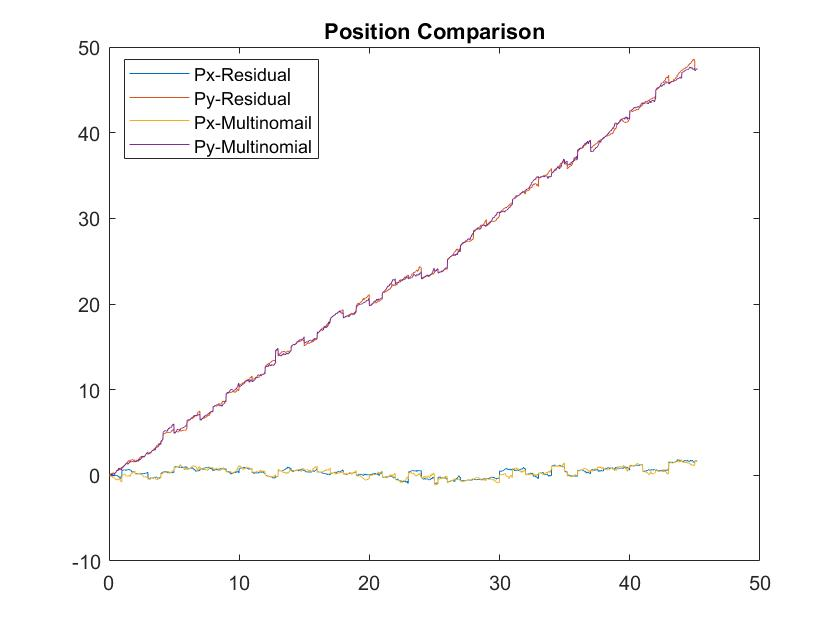 Position Comparison
50
Px-Residual
Py-Residual
Px-Multinomail
Py-Multinomial
40
30
20
10
0
-10
0 10 20 30 40 50